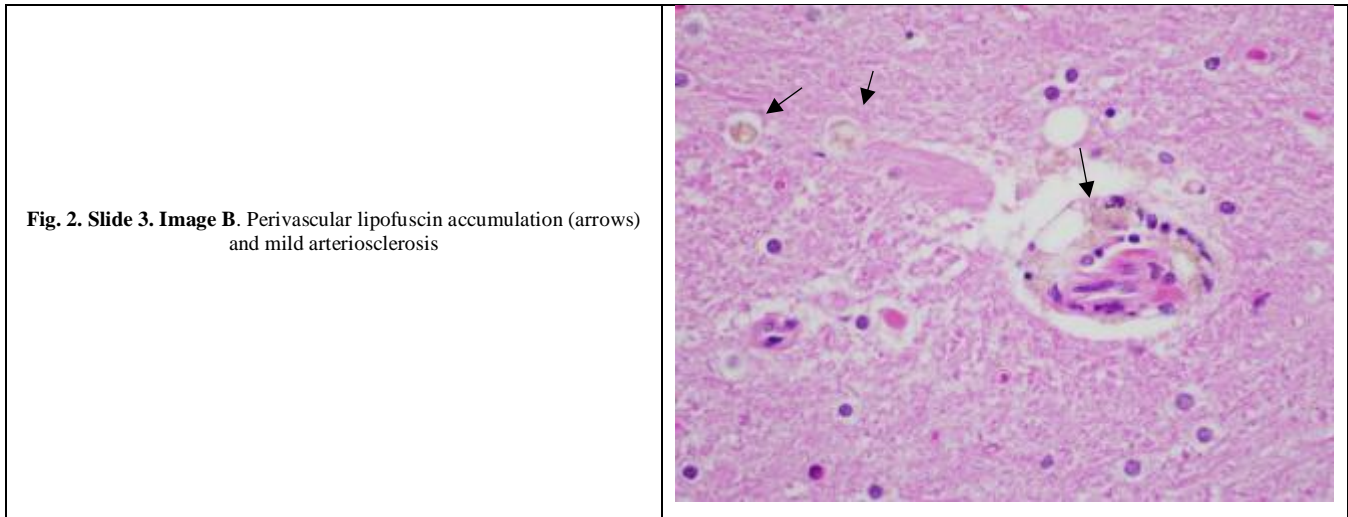 Fig. 2. Slide 3. Image B. Perivascular lipofuscin accumulation (arrows)
and mild arteriosclerosis